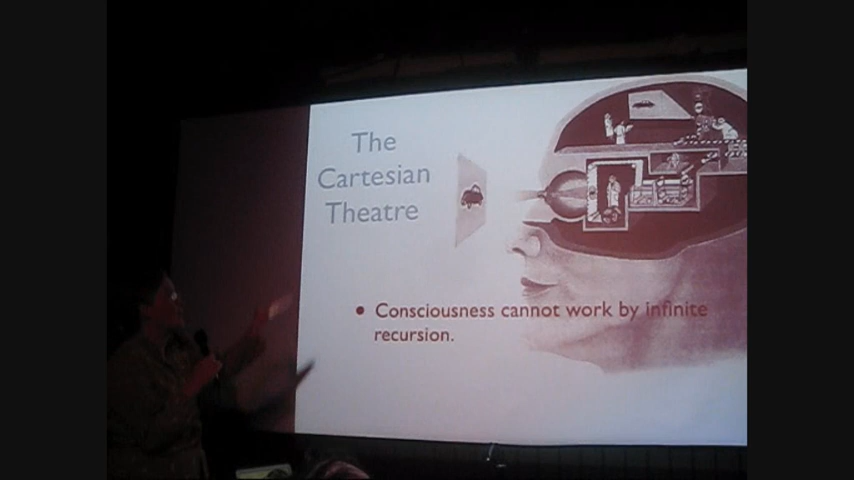 The
Cartesian
Theatre
• Consciousness cannot work by infinite
recursion.